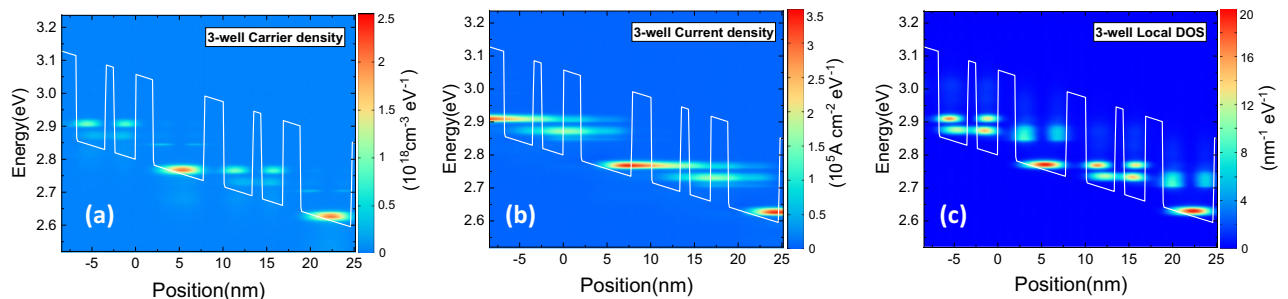 3-well Carrier density
3.2
3.1
3.0
2.9
2.8
2.7
2.6
Energy(eV)
-5 0 5 10 15 20 25
Position(nm)
2.5
2
1.5
1
0.5
0
(10¹⁸cm⁻³ eV⁻¹)
(a)
3-well Current density
3.2
3.1
3.0
2.9
2.8
2.7
2.6
Energy(eV)
-5 0 5 10 15 20 25
Position(nm)
3.5
3
2.5
2
1.5
1
0.5
0
(10⁵A cm⁻² eV⁻¹)
(b)
3-well Local DOS
3.2
3.1
3.0
2.9
2.8
2.7
2.6
Energy(eV)
-5 0 5 10 15 20 25
Position(nm)
20
16
12
8
4
0
(nm⁻¹ eV⁻¹)
(c)